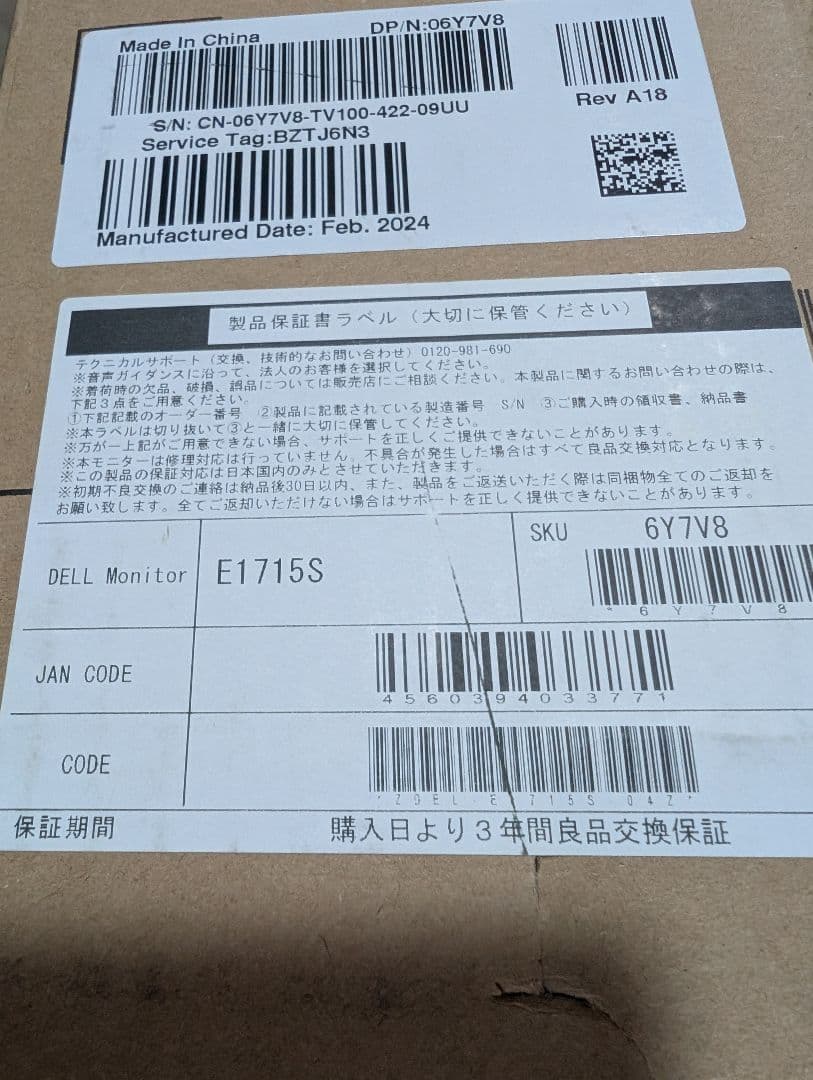 Made In China DP/N:06Y7V8
S/N: CN-06Y7V8-TV100-422-09UU
Rev A18
Service Tag:BZTJ6N3
Manufactured Date: Feb. 2024
製品保証書ラベル（大切に保管ください）
テクニカルサポート（交換、技術的なお問い合わせ）0120-981-690
※音声ガイダンスに沿って、法人のお客様を選択してください。
※着荷時の欠品、破損、誤品については販売店にご相談ください。本製品に関するお問い合わせの際は、
下記３点をご用意ください。
①下記記載のオーダー番号 ②製品に記載されている製造番号 S/N ③ご購入時の領収書、納品書
※本ラベルは切り抜いて③と一緒に大切に保管してください。
※万が一上記がご用意できない場合、サポートを正しくご提供できないことがあります。
※本モニターは修理対応は行っていません。不具合が発生した場合はすべて良品交換対応となります。
※この製品の保証対応は日本国内のみとさせていただきます。
※初期不良交換のご連絡は納品後30日以内、また、製品をご返送いただく際は同梱物全てのご返却を
お願い致します。全てご返却いただけない場合はサポートを正しく提供できないことがあります。
DELL Monitor E1715S SKU 6Y7V8
* 6 Y 7 V 8
JAN CODE
4560394033771
CODE
保証期間 購入日より３年間良品交換保証